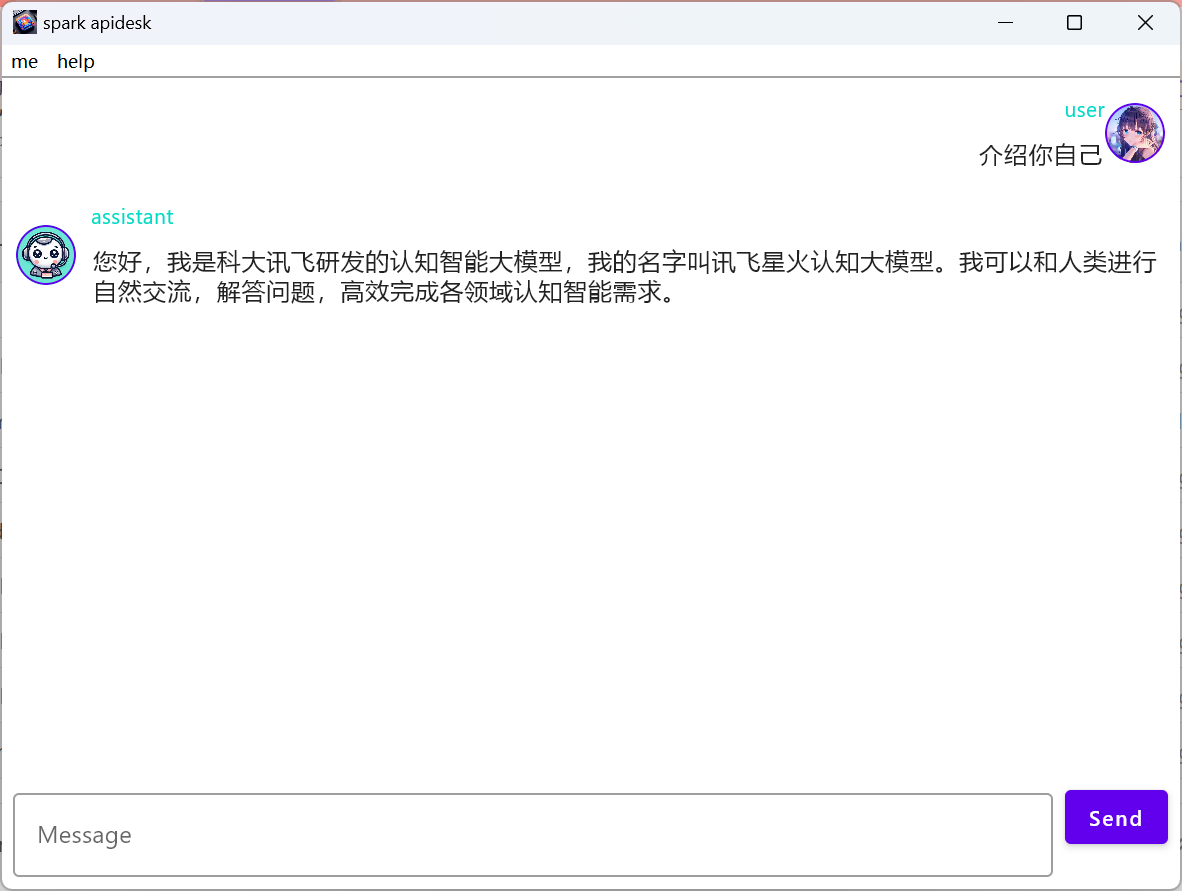 spark apidesk
me help
user
介绍你自己
assistant
您好，我是科大讯飞研发的认知智能大模型，我的名字叫讯飞星火认知大模型。我可以和人类进行
自然交流，解答问题，高效完成各领域认知智能需求。
Message
Send